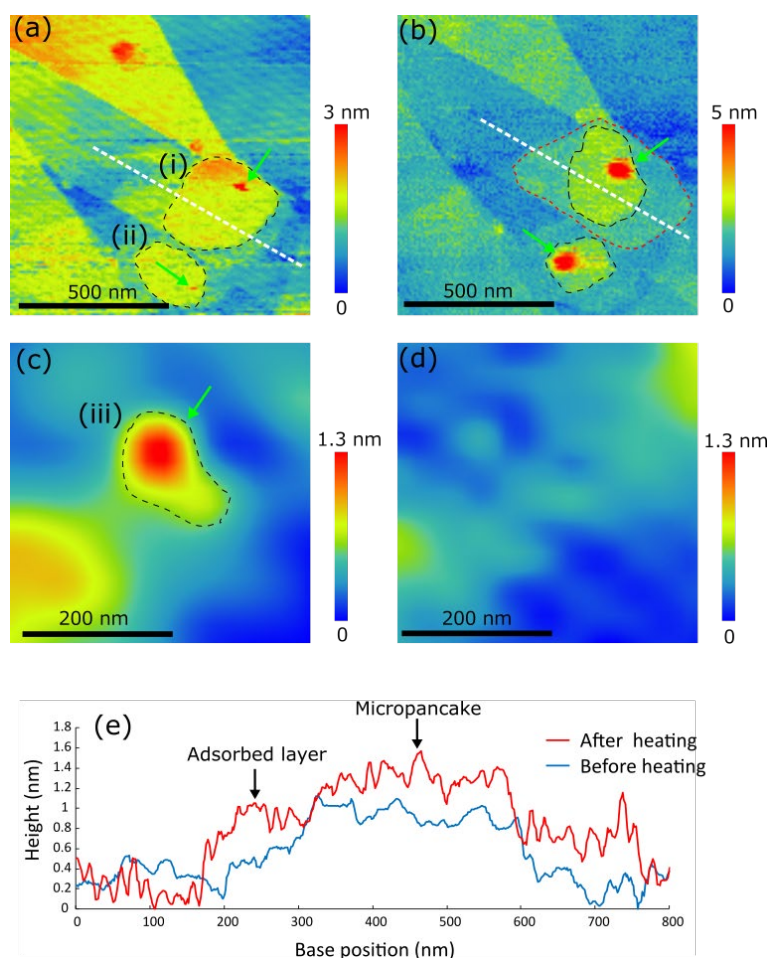 (a)
3 nm
(i)
(ii)
500 nm
0
(b)
5 nm
500 nm
0
(c)
(iii)
1.3 nm
200 nm
0
(d)
1.3 nm
200 nm
0
(e)
Micropancake
Adsorbed layer
After heating
Before heating
Height (nm)
1.8
1.6
1.4
1.2
1
0.8
0.6
0.4
0.2
0
0 100 200 300 400 500 600 700 800
Base position (nm)